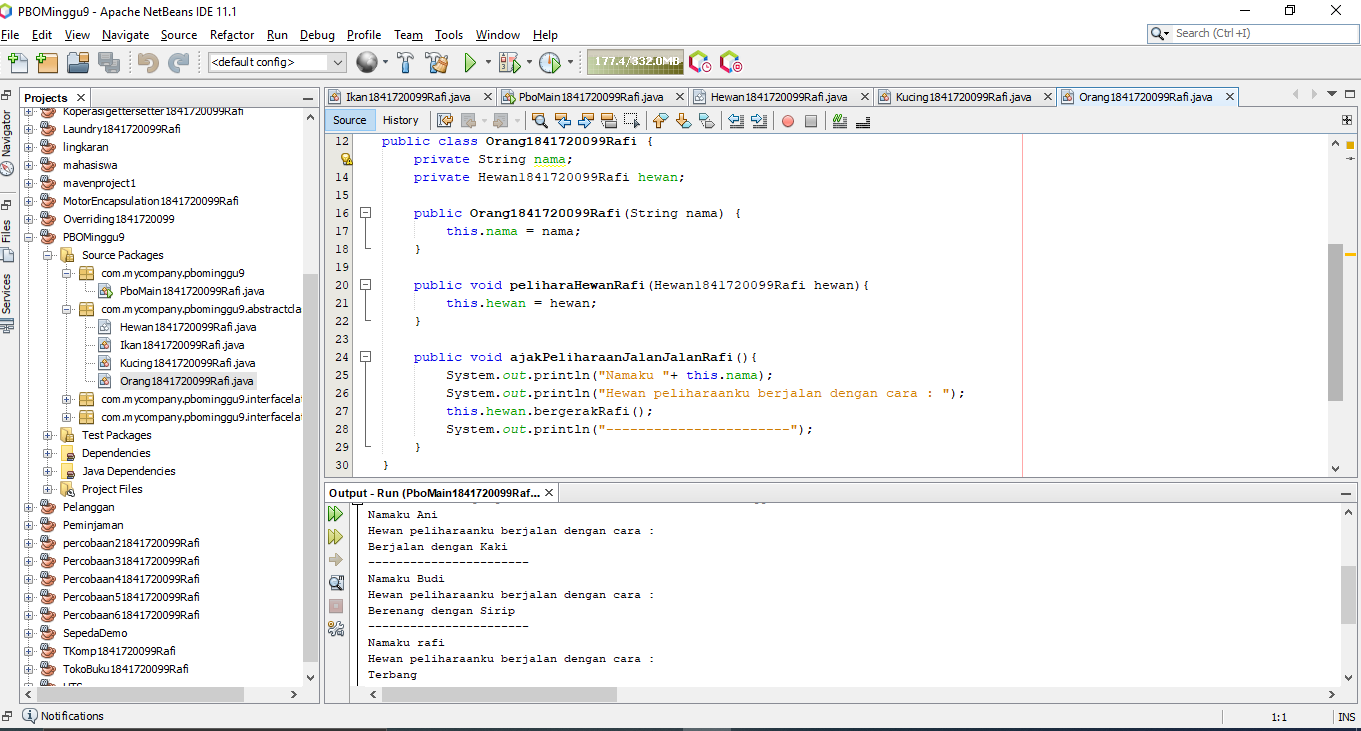 PBOMinggu9 - Apache NetBeans IDE 11.1
File Edit View Navigate Source Refactor Run Debug Profile Team Tools Window Help
Search (Ctrl+I)
<default config>
177.4/332.0MB
Projects
Navigator
Files
Services
Koperasigettersetter1841720099Rafi
Laundry1841720099Rafi
lingkaran
mahasiswa
mavenproject1
MotorEncapsulation1841720099Rafi
Overriding1841720099
PBOMinggu9
Source Packages
com.mycompany.pbominggu9
PboMain1841720099Rafi.java
com.mycompany.pbominggu9.abstractcla
Hewan1841720099Rafi.java
Ikan1841720099Rafi.java
Kucing1841720099Rafi.java
Orang1841720099Rafi.java
com.mycompany.pbominggu9.interfacela
com.mycompany.pbominggu9.interfacela
Test Packages
Dependencies
Java Dependencies
Project Files
Pelanggan
Peminjaman
percobaan21841720099Rafi
Percobaan31841720099Rafi
Percobaan41841720099Rafi
Percobaan51841720099Rafi
Percobaan61841720099Rafi
SepedaDemo
TKomp1841720099Rafi
TokoBuku1841720099Rafi
Ikan1841720099Rafi.java PboMain1841720099Rafi.java Hewan1841720099Rafi.java Kucing1841720099Rafi.java Orang1841720099Rafi.java
Source History
12 public class Orang1841720099Rafi {
private String nama;
14 private Hewan1841720099Rafi hewan;
15
16 public Orang1841720099Rafi(String nama) {
17 this.nama = nama;
18 }
19
20 public void peliharaHewanRafi(Hewan1841720099Rafi hewan){
21 this.hewan = hewan;
22 }
23
24 public void ajakPeliharaanJalanJalanRafi(){
25 System.out.println("Namaku "+ this.nama);
26 System.out.println("Hewan peliharaanku berjalan dengan cara : ");
27 this.hewan.bergerakRafi();
28 System.out.println("-----------------------");
29 }
30 }
Output - Run (PboMain1841720099Raf...
Namaku Ani
Hewan peliharaanku berjalan dengan cara :
Berjalan dengan Kaki
-----------------------
Namaku Budi
Hewan peliharaanku berjalan dengan cara :
Berenang dengan Sirip
-----------------------
Namaku rafi
Hewan peliharaanku berjalan dengan cara :
Terbang
Notifications
1:1 INS